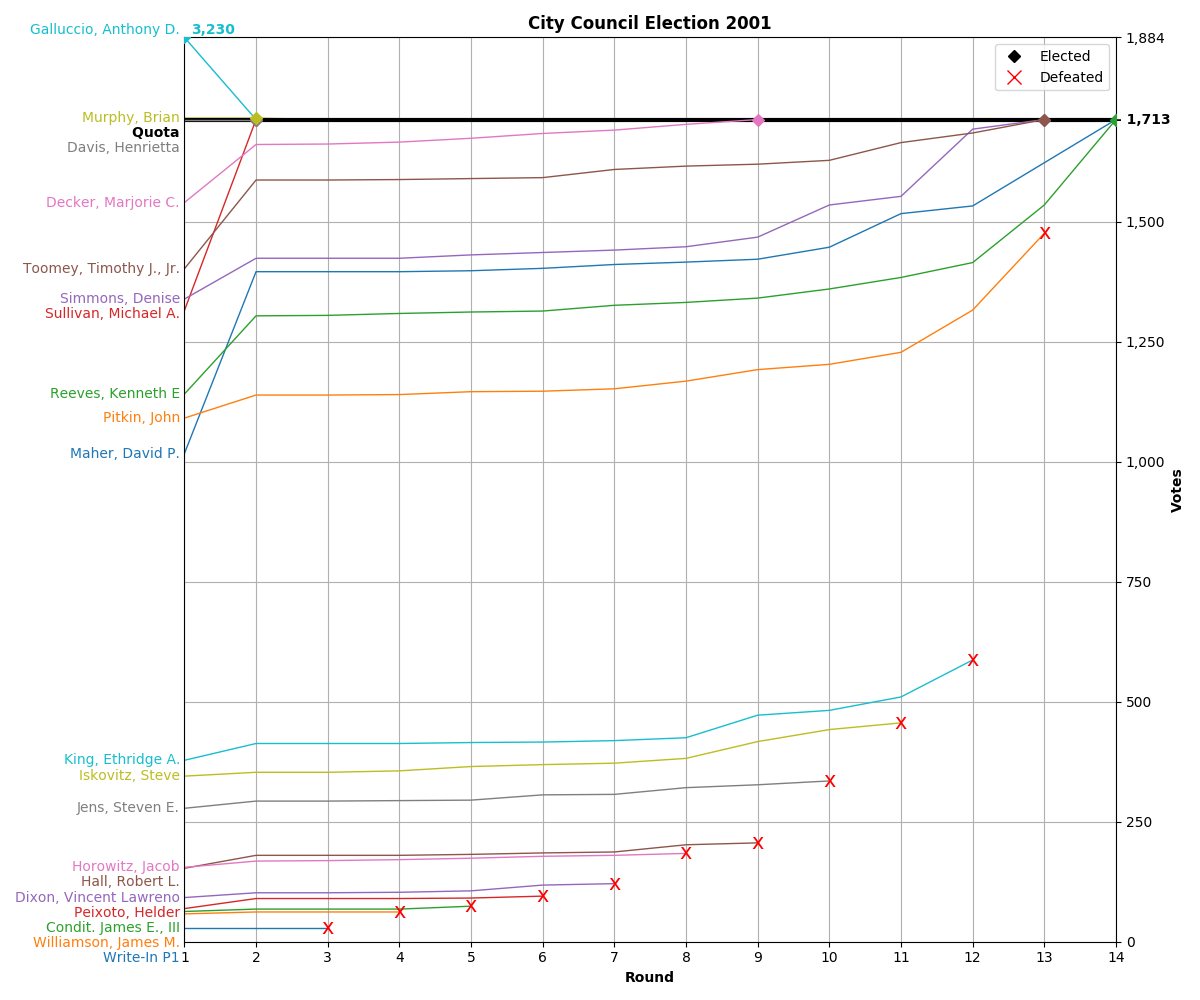 City Council Election 2001
Galluccio, Anthony D. 3,230
1,884
Elected
Defeated
Murphy, Brian
Quota
1,713
Davis, Henrietta
Decker, Marjorie C.
1,500
Toomey, Timothy J., Jr.
Simmons, Denise
Sullivan, Michael A.
1,250
Reeves, Kenneth E
Pitkin, John
Maher, David P.
1,000
Votes
750
500
King, Ethridge A.
Iskovitz, Steve
Jens, Steven E.
250
Horowitz, Jacob
Hall, Robert L.
Dixon, Vincent Lawreno
Peixoto, Helder
Condit. James E., III
Williamson, James M.
0
Write-In P1
1 2 3 4 5 6 7 8 9 10 11 12 13 14
Round